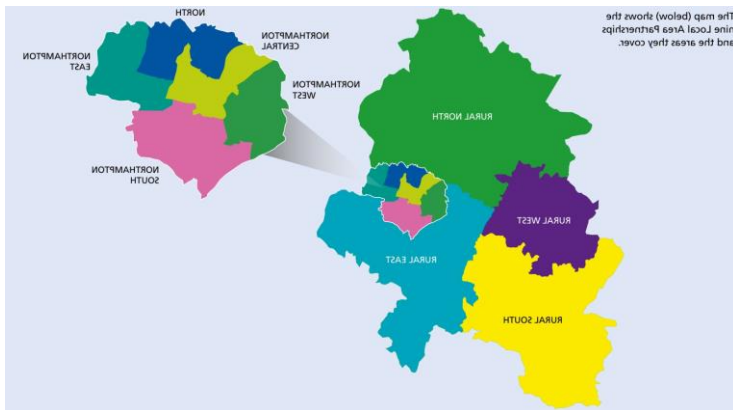 The map (below) shows the
nine Local Area Partnerships
and the areas they cover.
NORTH
NORTHAMPTON
CENTRAL
NORTHAMPTON
EAST
NORTHAMPTON
WEST
NORTHAMPTON
SOUTH
RURAL NORTH
RURAL WEST
RURAL EAST
RURAL SOUTH